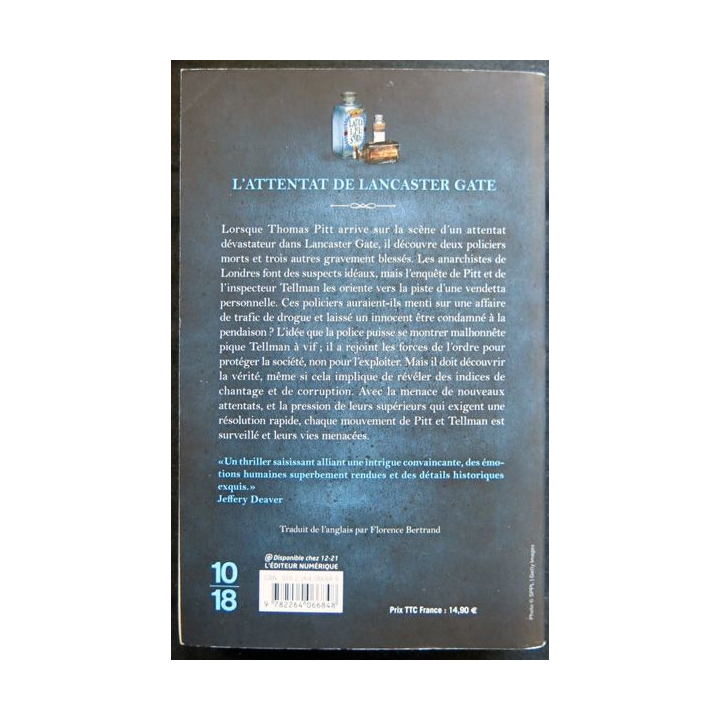 L'ATTENTAT DE LANCASTER GATE
Lorsque Thomas Pitt arrive sur la scène d'un attentat
dévastateur dans Lancaster Gate, il découvre deux policiers
morts et trois autres gravement blessés. Les anarchistes de
Londres font des suspects idéaux, mais l'enquête de Pitt et de
l'inspecteur Tellman les oriente vers la piste d'une vendetta
personnelle. Ces policiers auraient-ils menti sur une affaire
de trafic de drogue et laissé un innocent être condamné à la
pendaison ? L'idée que la police puisse se montrer malhonnête
pique Tellman à vif ; il a rejoint les forces de l'ordre pour
protéger la société, non pour l'exploiter. Mais il doit découvrir
la vérité, même si cela implique de révéler des indices de
chantage et de corruption. Avec la menace de nouveaux
attentats, et la pression de leurs supérieurs qui exigent une
résolution rapide, chaque mouvement de Pitt et Tellman est
surveillé et leurs vies menacées.
« Un thriller saisissant alliant une intrigue convaincante, des émo-
tions humaines superbement rendues et des détails historiques
exquis. »
Jeffery Deaver
Traduit de l'anglais par Florence Bertrand
@ Disponible chez 12-21
L'ÉDITEUR NUMÉRIQUE
10
18
9 782264 066848
Prix TTC France : 14,90 €
Photo © SPPL | Getty Images